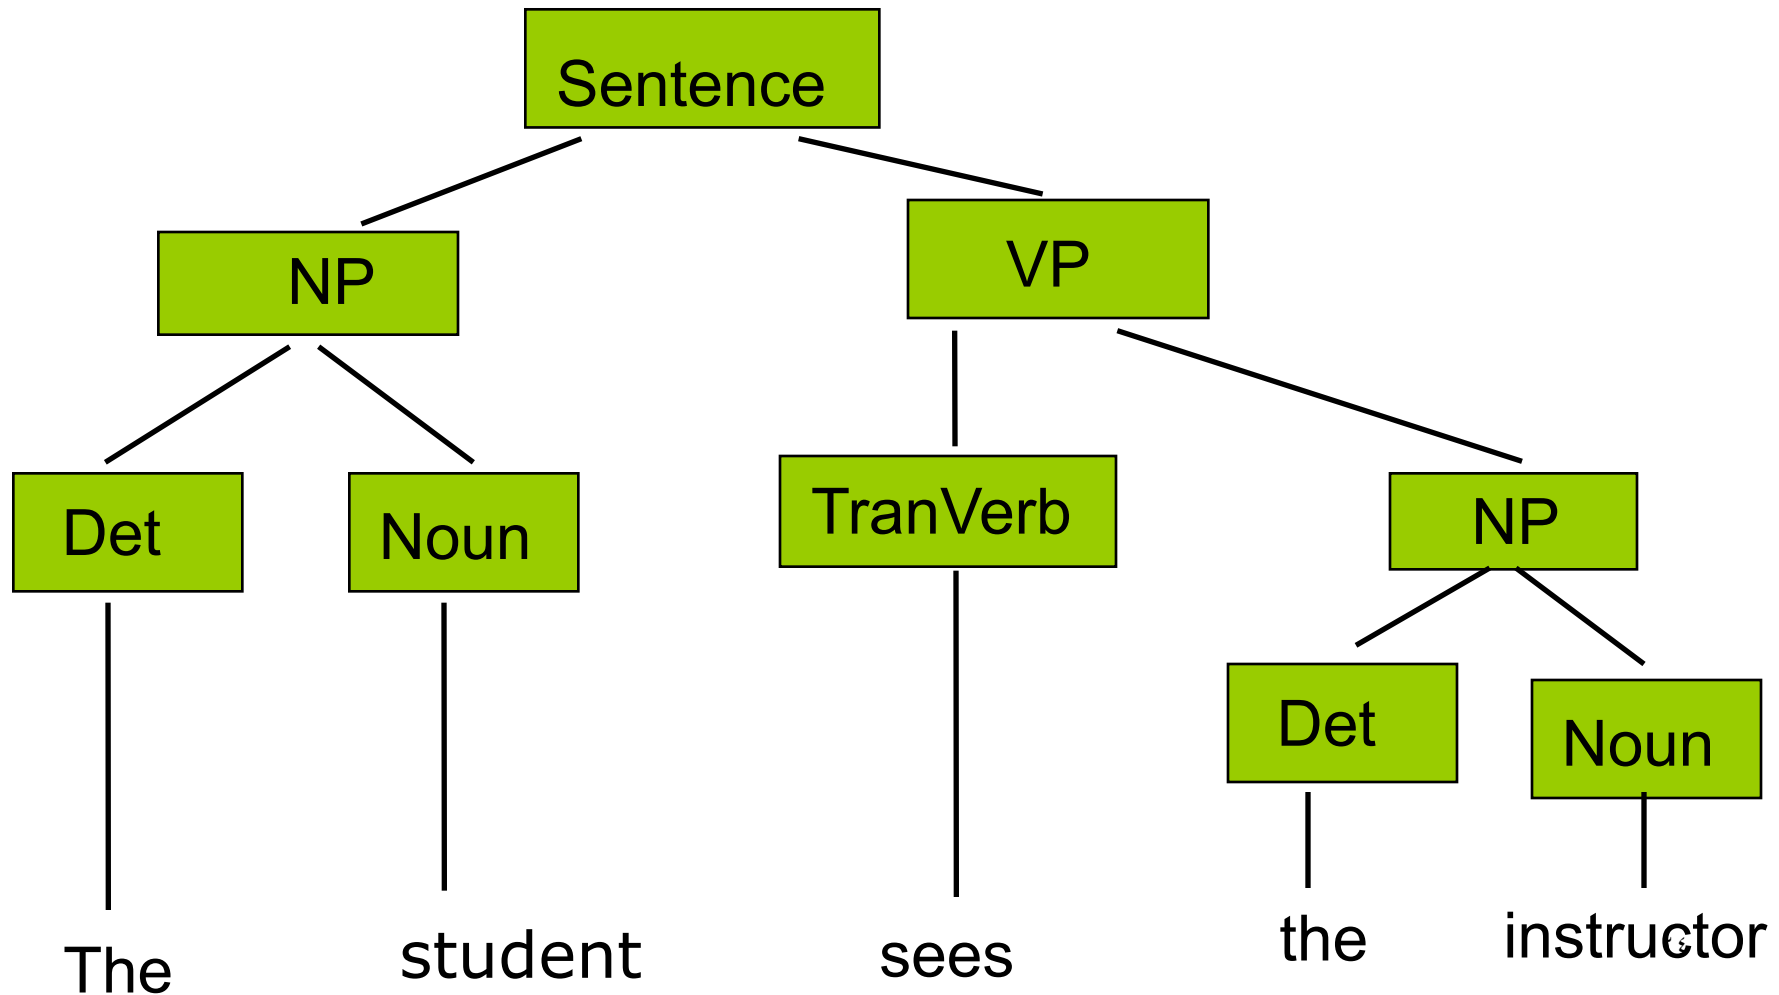 Sentence
NP
VP
Det
Noun
TranVerb
NP
Det
Noun
The
student
sees
the
instructor